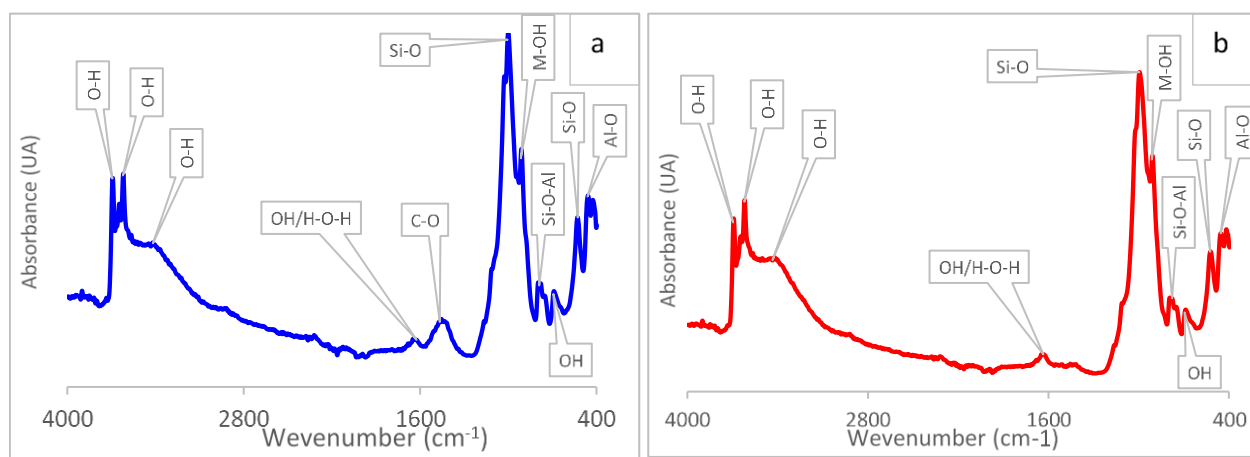 a
Absorbance (UA)
O-H
O-H
O-H
OH/H-O-H
C-O
Si-O
M-OH
Si-O-Al
OH
Si-O
Al-O
4000
2800
1600
400
Wevenumber (cm-1)
b
Absorbance (UA)
O-H
O-H
O-H
OH/H-O-H
Si-O
M-OH
Si-O-Al
OH
Si-O
Al-O
4000
2800
1600
400
Wevenumber (cm-1)